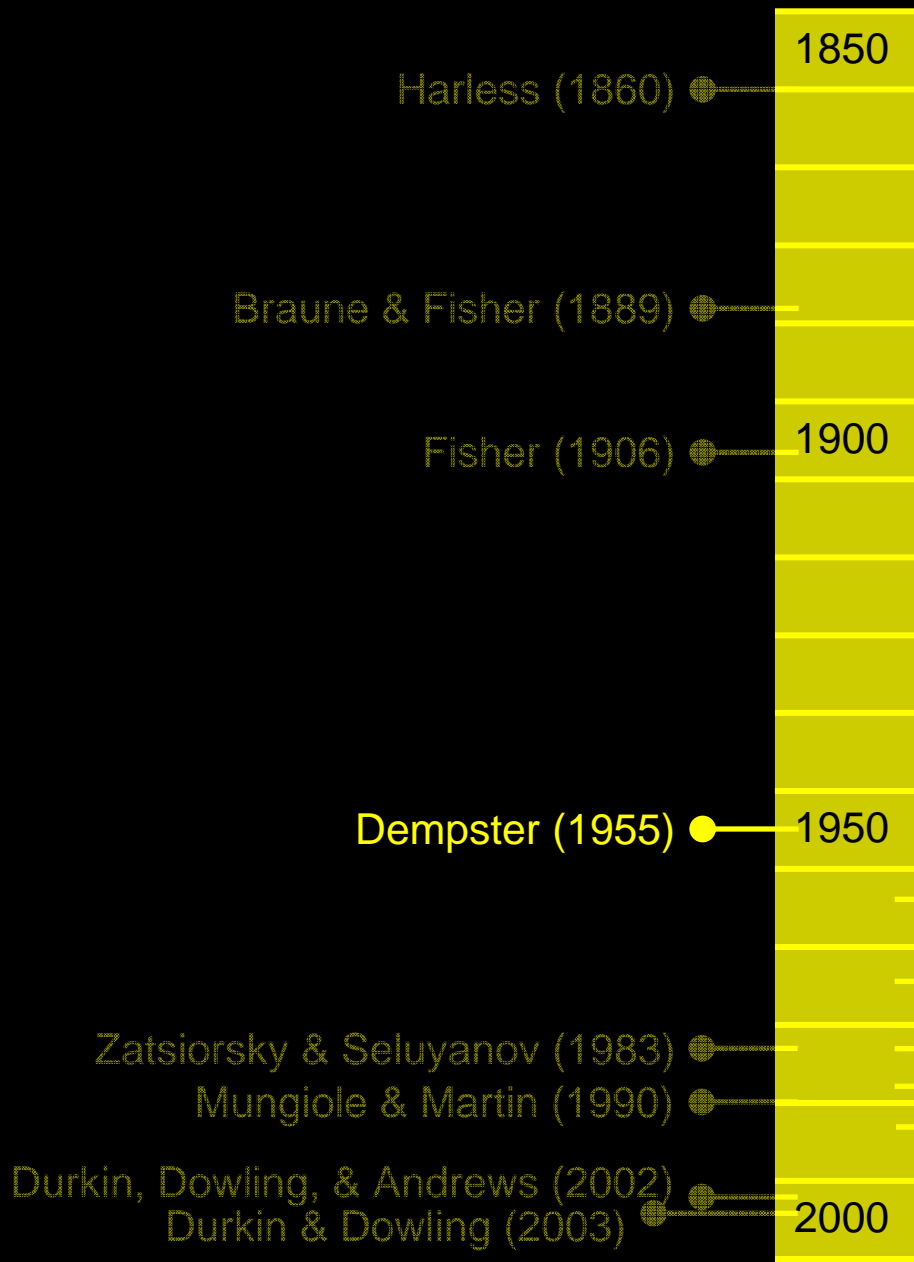 1850
Harless (1860)
Braune & Fisher (1889)
Fisher (1906)
1900
Dempster (1955)
1950
Zatsiorsky & Seluyanov (1983)
Mungiole & Martin (1990)
Durkin, Dowling, & Andrews (2002)
Durkin & Dowling (2003)
2000